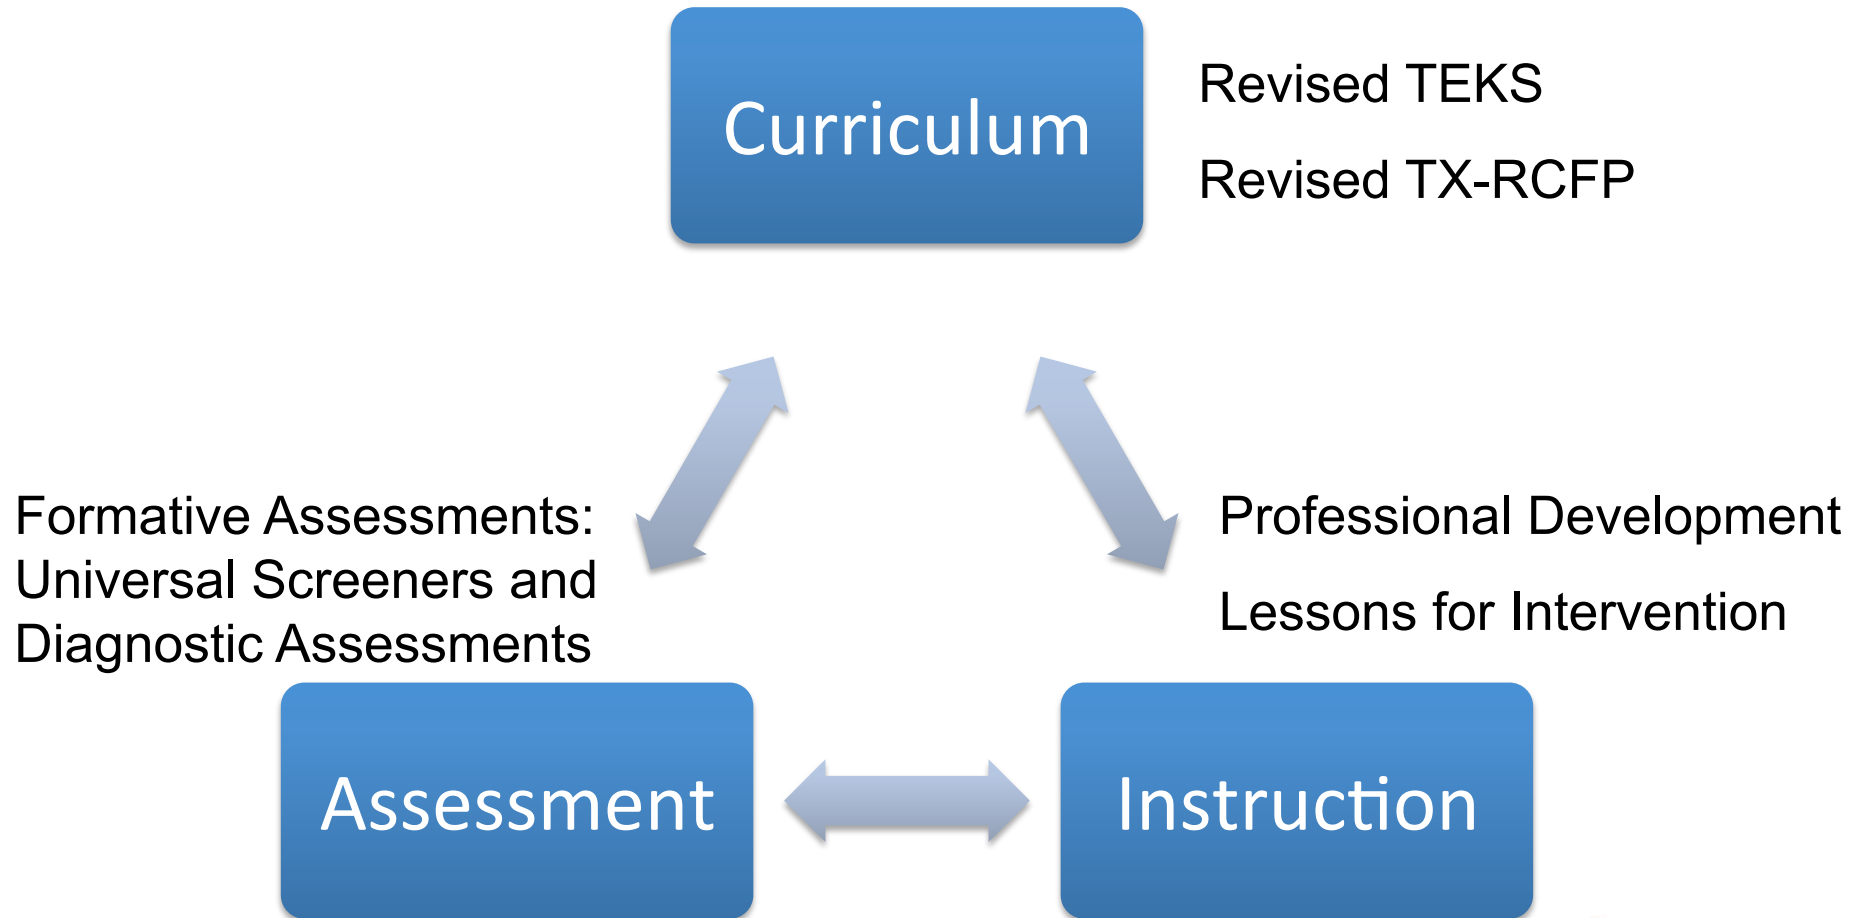 Curriculum
Revised TEKS
Revised TX-RCFP
Formative Assessments:
Universal Screeners and
Diagnostic Assessments
Professional Development
Lessons for Intervention
Assessment
Instruction